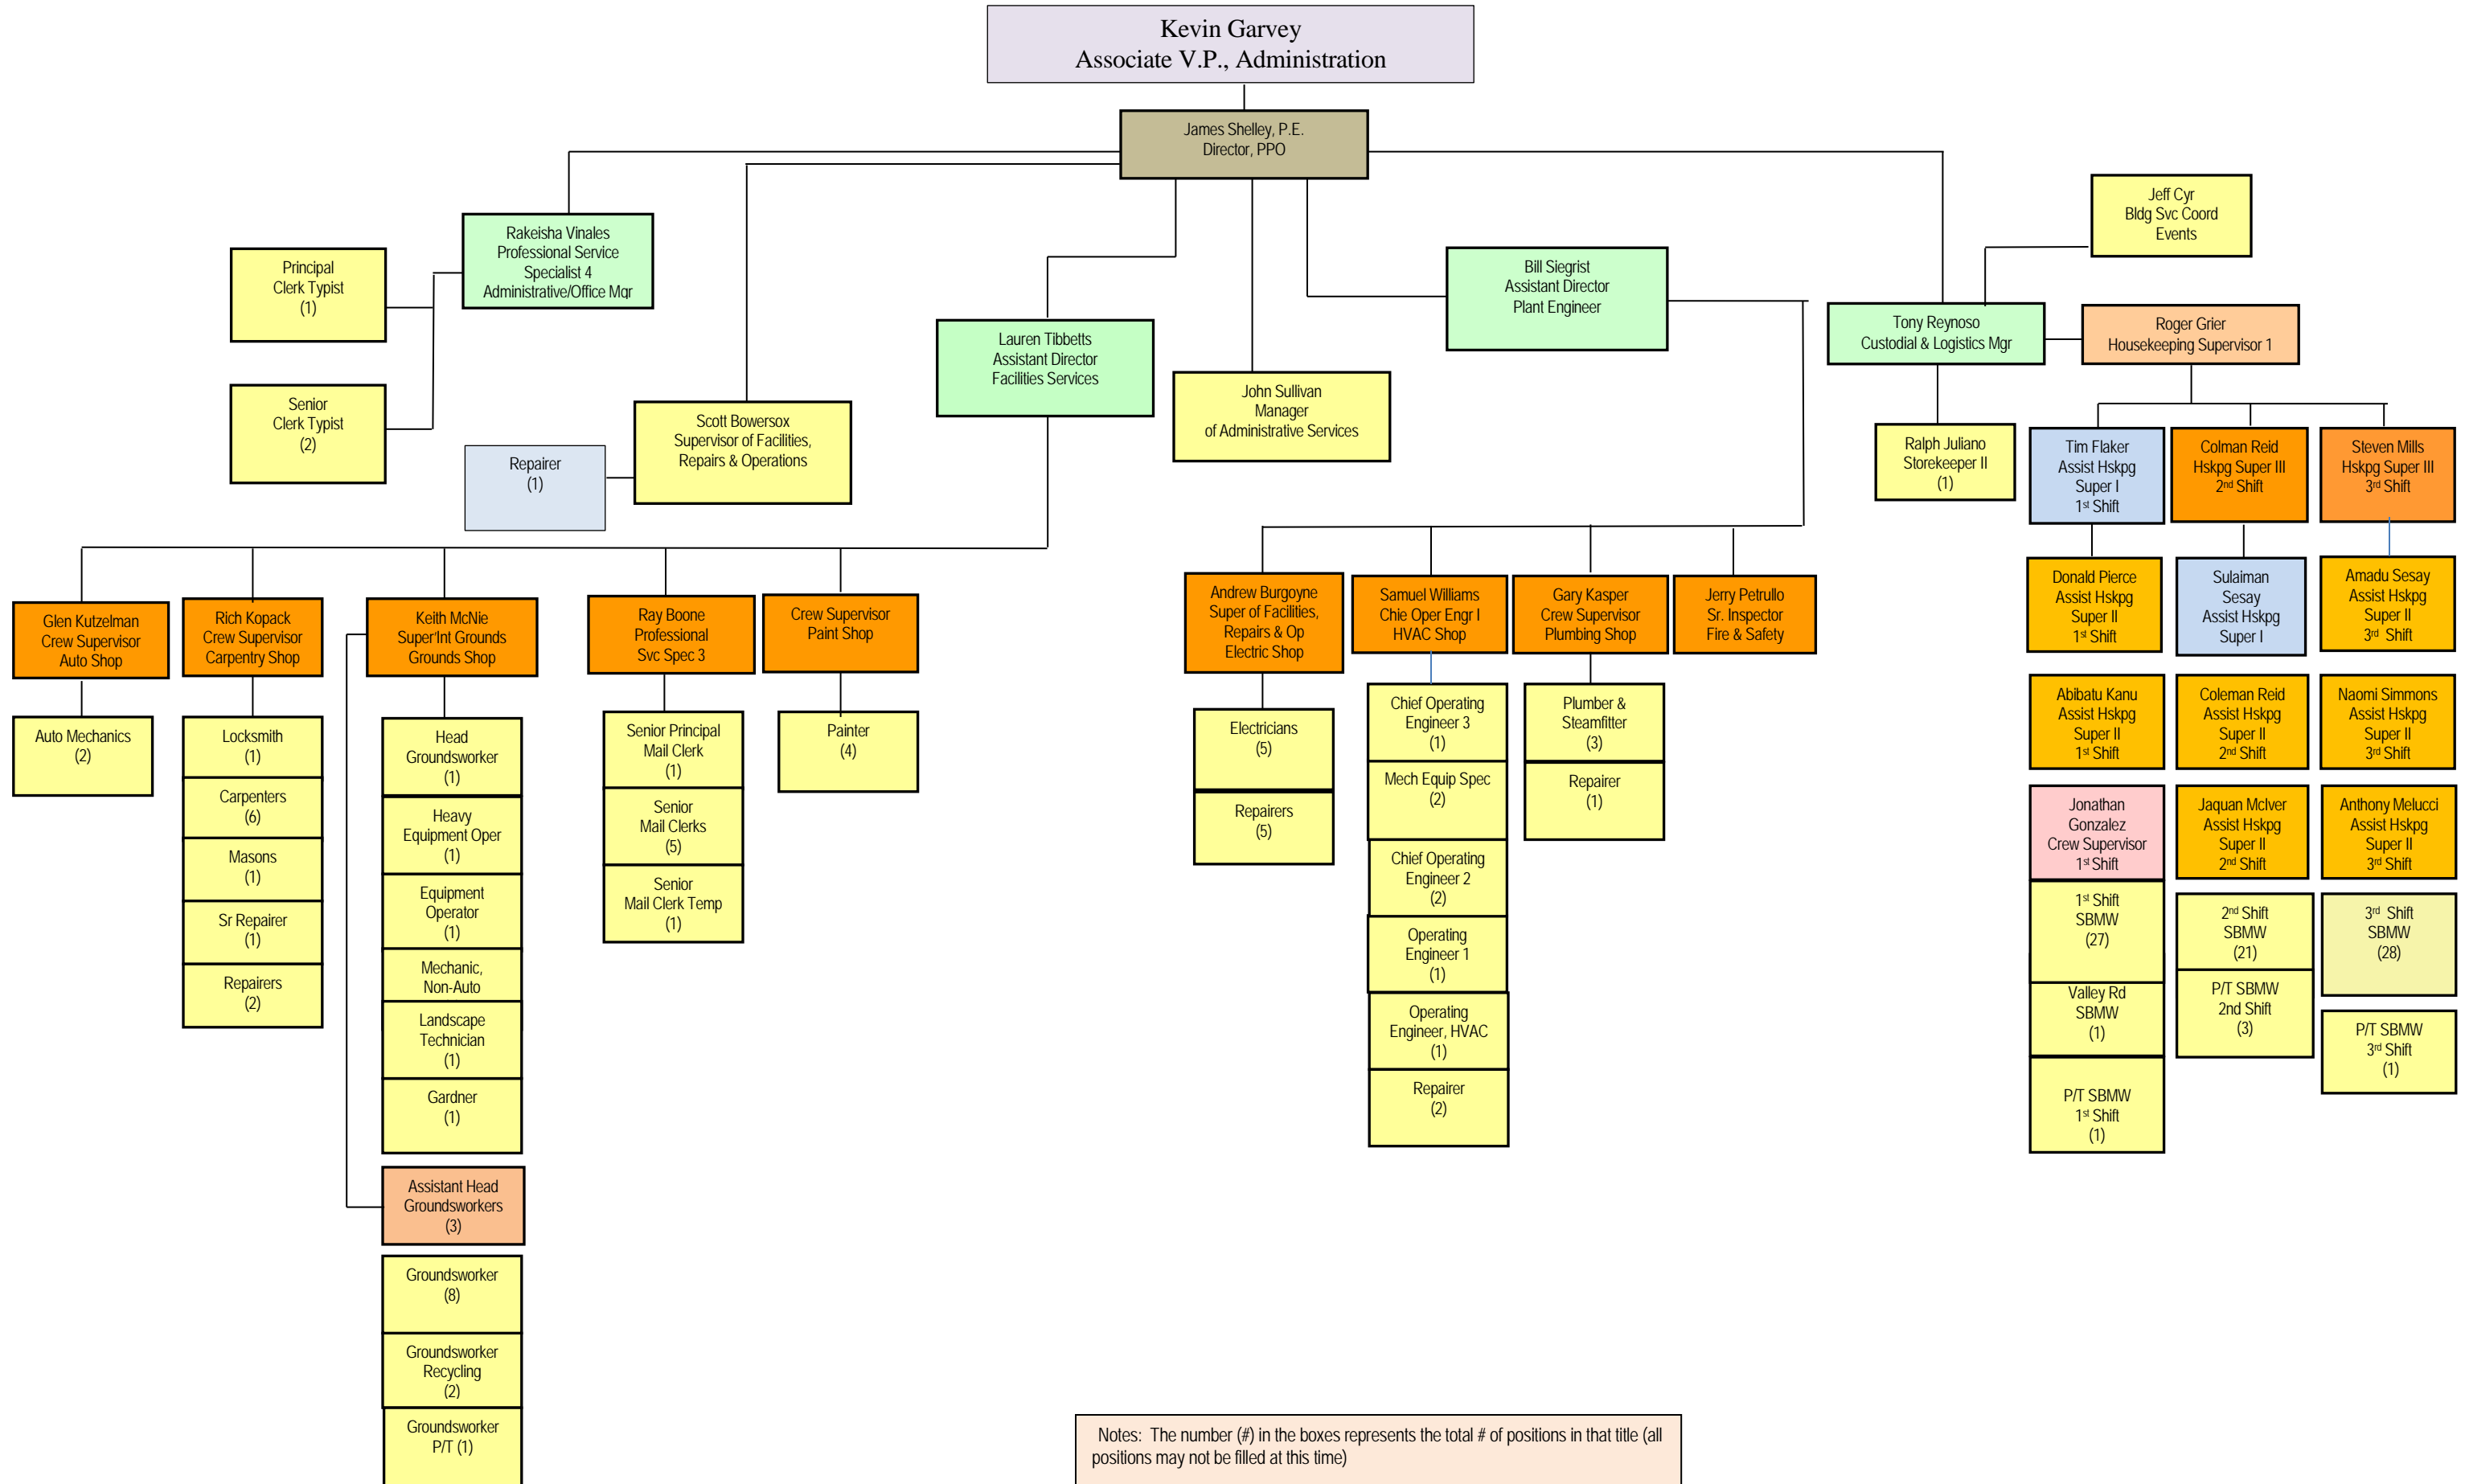 Kevin Garvey
Associate V.P., Administration
James Shelley, P.E.
Director, PPO
Jeff Cyr
Bldg Svc Coord
Events
Rakeisha Vinales
Professional Service
Specialist 4
Administrative/Office Mgr
Principal
Clerk Typist
(1)
Senior
Clerk Typist
(2)
Bill Siegrist
Assistant Director
Plant Engineer
Tony Reynoso
Custodial & Logistics Mgr
Roger Grier
Housekeeping Supervisor 1
Lauren Tibbetts
Assistant Director
Facilities Services
John Sullivan
Manager
of Administrative Services
Scott Bowersox
Supervisor of Facilities,
Repairs & Operations
Repairer
(1)
Ralph Juliano
Storekeeper II
(1)
Tim Flaker
Assist Hskpg
Super I
1st Shift
Colman Reid
Hskpg Super III
2nd Shift
Steven Mills
Hskpg Super III
3rd Shift
Glen Kutzelman
Crew Supervisor
Auto Shop
Rich Kopack
Crew Supervisor
Carpentry Shop
Keith McNie
Super'Int Grounds
Grounds Shop
Ray Boone
Professional
Svc Spec 3
Crew Supervisor
Paint Shop
Andrew Burgoyne
Super of Facilities,
Repairs & Op
Electric Shop
Samuel Williams
Chie Oper Engr I
HVAC Shop
Gary Kasper
Crew Supervisor
Plumbing Shop
Jerry Petrullo
Sr. Inspector
Fire & Safety
Donald Pierce
Assist Hskpg
Super II
1st Shift
Sulaiman
Sesay
Assist Hskpg
Super I
Amadu Sesay
Assist Hskpg
Super II
3rd Shift
Auto Mechanics
(2)
Locksmith
(1)
Carpenters
(6)
Masons
(1)
Sr Repairer
(1)
Repairers
(2)
Head
Groundsworker
(1)
Heavy
Equipment Oper
(1)
Equipment
Operator
(1)
Mechanic,
Non-Auto
Landscape
Technician
(1)
Gardner
(1)
Assistant Head
Groundsworkers
(3)
Groundsworker
(8)
Groundsworker
Recycling
(2)
Groundsworker
P/T (1)
Senior Principal
Mail Clerk
(1)
Senior
Mail Clerks
(5)
Senior
Mail Clerk Temp
(1)
Painter
(4)
Electricians
(5)
Repairers
(5)
Chief Operating
Engineer 3
(1)
Mech Equip Spec
(2)
Chief Operating
Engineer 2
(2)
Operating
Engineer 1
(1)
Operating
Engineer, HVAC
(1)
Repairer
(2)
Plumber &
Steamfitter
(3)
Repairer
(1)
Abibatu Kanu
Assist Hskpg
Super II
1st Shift
Coleman Reid
Assist Hskpg
Super II
2nd Shift
Naomi Simmons
Assist Hskpg
Super II
3rd Shift
Jonathan
Gonzalez
Crew Supervisor
1st Shift
Jaquan McIver
Assist Hskpg
Super II
2nd Shift
Anthony Melucci
Assist Hskpg
Super II
3rd Shift
1st Shift
SBMW
(27)
Valley Rd
SBMW
(1)
P/T SBMW
1st Shift
(1)
2nd Shift
SBMW
(21)
P/T SBMW
2nd Shift
(3)
3rd Shift
SBMW
(28)
P/T SBMW
3rd Shift
(1)
Notes: The number (#) in the boxes represents the total # of positions in that title (all
positions may not be filled at this time)